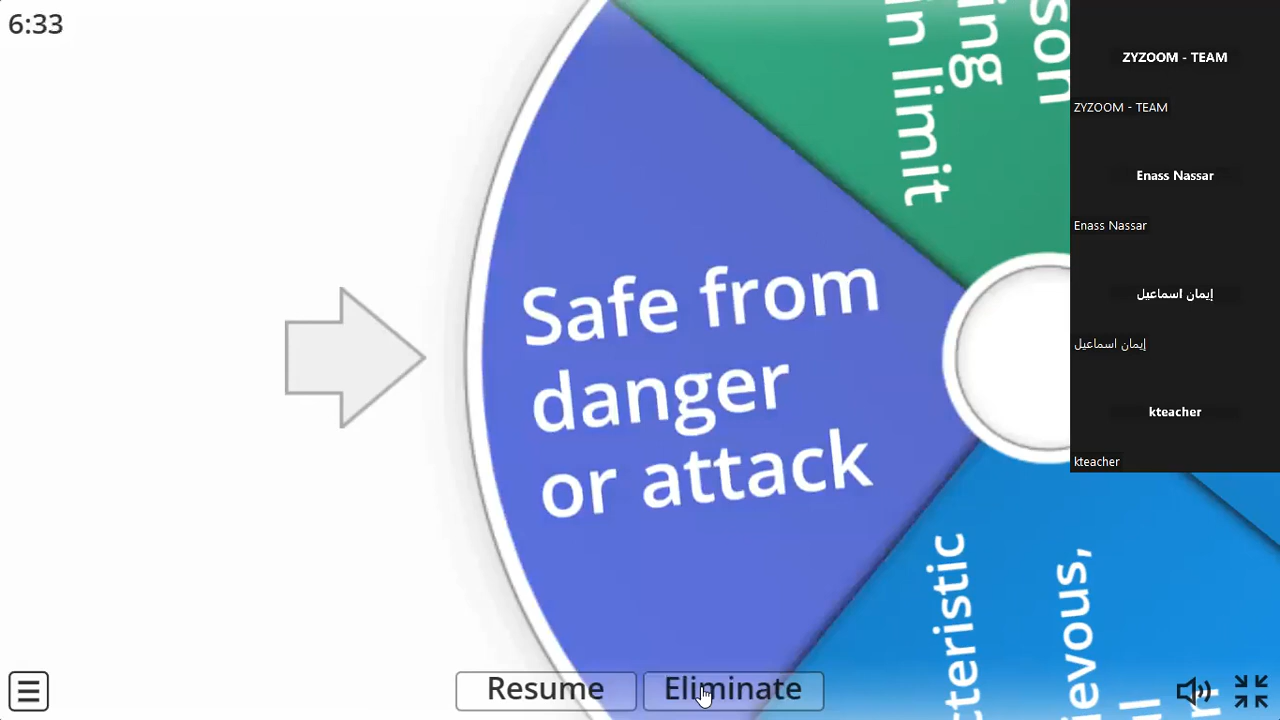 6:33
in limit
ing
son
Safe from
danger
or attack
cteristic
ievous,
Resume
Eliminate
ZYZOOM - TEAM
ZYZOOM - TEAM
Enass Nassar
Enass Nassar
إيمان اسماعيل
إيمان اسماعيل
kteacher
kteacher